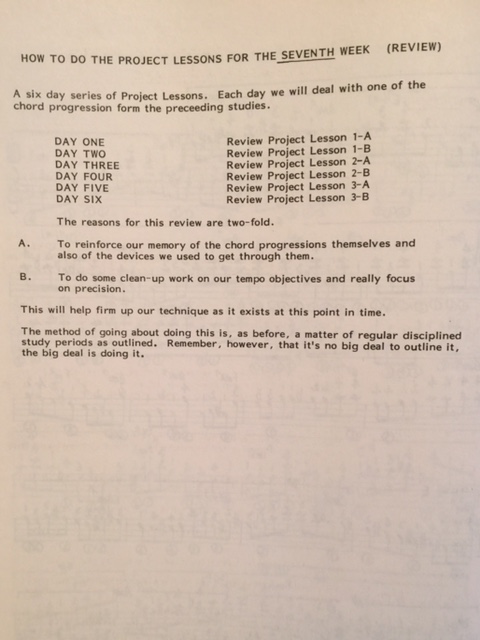 HOW TO DO THE PROJECT LESSONS FOR THE SEVENTH WEEK (REVIEW)
A six day series of Project Lessons. Each day we will deal with one of the
chord progression form the preceeding studies.
DAY ONE Review Project Lesson 1-A
DAY TWO Review Project Lesson 1-B
DAY THREE Review Project Lesson 2-A
DAY FOUR Review Project Lesson 2-B
DAY FIVE Review Project Lesson 3-A
DAY SIX Review Project Lesson 3-B
The reasons for this review are two-fold.
A. To reinforce our memory of the chord progressions themselves and
also of the devices we used to get through them.
B. To do some clean-up work on our tempo objectives and really focus
on precision.
This will help firm up our technique as it exists at this point in time.
The method of going about doing this is, as before, a matter of regular disciplined
study periods as outlined. Remember, however, that it's no big deal to outline it,
the big deal is doing it.